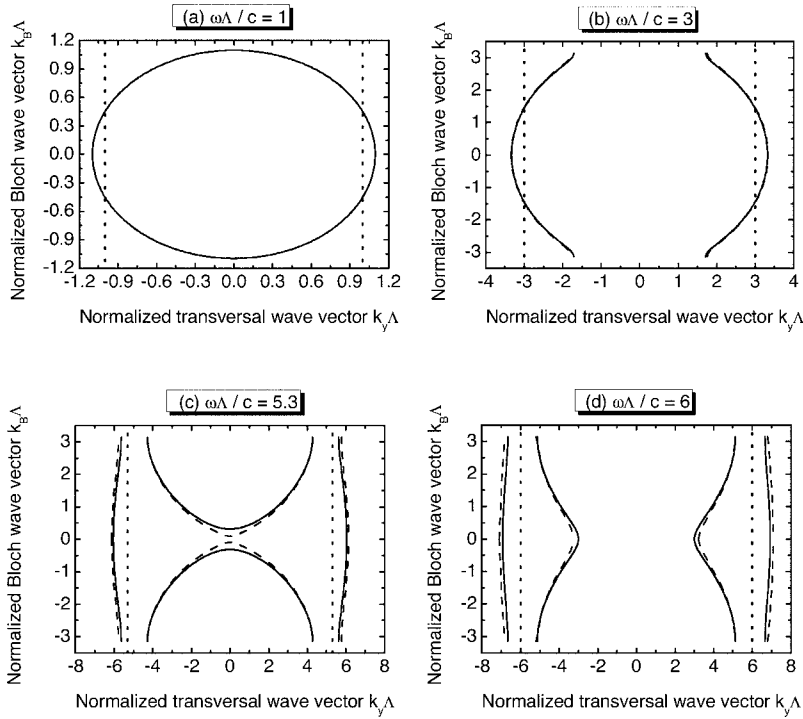 (a) ωΛ / c = 1
Normalized Bloch wave vector k_BΛ
1.2
0.9
0.6
0.3
0.0
-0.3
-0.6
-0.9
-1.2
-1.2 -0.9 -0.6 -0.3 0.0 0.3 0.6 0.9 1.2
Normalized transversal wave vector k_yΛ
(b) ωΛ / c = 3
Normalized Bloch wave vector k_BΛ
3
2
1
0
-1
-2
-3
-4 -3 -2 -1 0 1 2 3 4
Normalized transversal wave vector k_yΛ
(c) ωΛ / c = 5.3
Normalized Bloch wave vector k_BΛ
3
2
1
0
-1
-2
-3
-8 -6 -4 -2 0 2 4 6 8
Normalized transversal wave vector k_yΛ
(d) ωΛ / c = 6
Normalized Bloch wave vector k_BΛ
3
2
1
0
-1
-2
-3
-8 -6 -4 -2 0 2 4 6 8
Normalized transversal wave vector k_yΛ